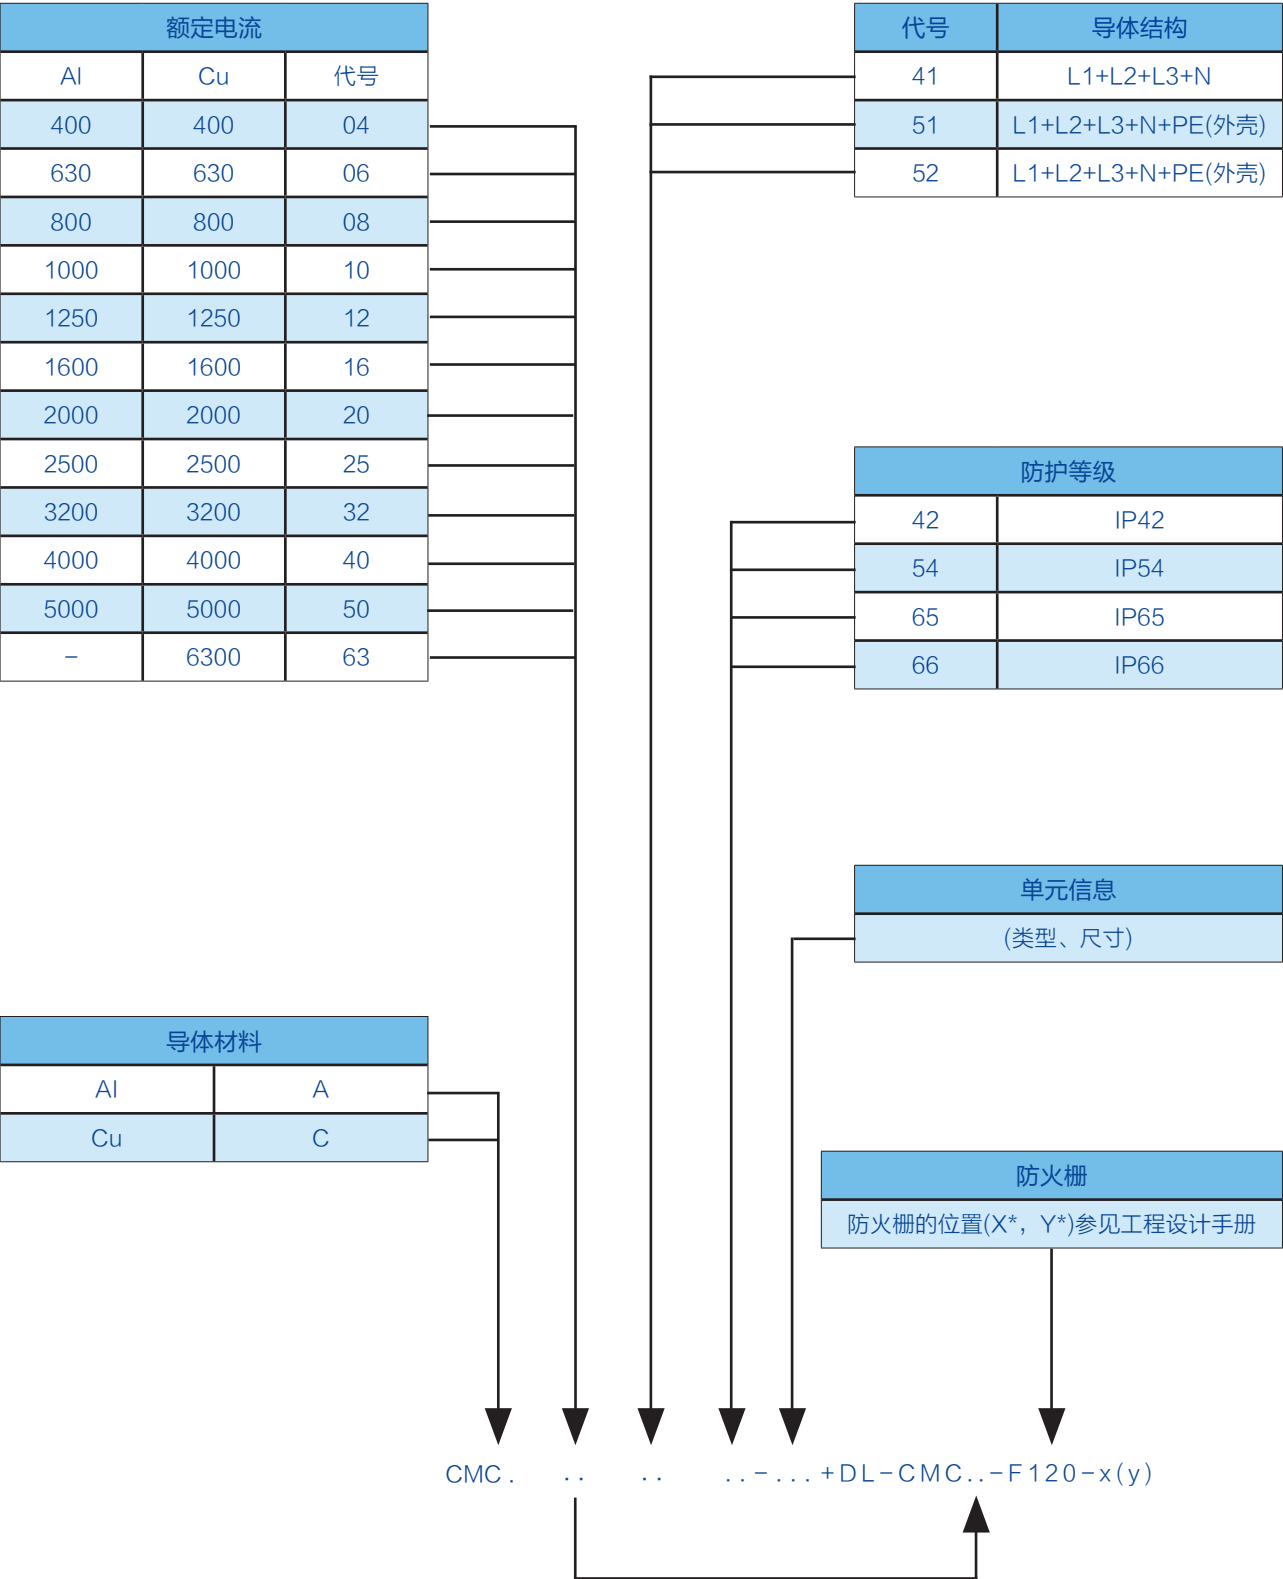 额定电流
Al Cu 代号
400 400 04
630 630 06
800 800 08
1000 1000 10
1250 1250 12
1600 1600 16
2000 2000 20
2500 2500 25
3200 3200 32
4000 4000 40
5000 5000 50
- 6300 63
代号 导体结构
41 L1+L2+L3+N
51 L1+L2+L3+N+PE(外壳)
52 L1+L2+L3+N+PE(外壳)
防护等级
42 IP42
54 IP54
65 IP65
66 IP66
单元信息
(类型、尺寸)
导体材料
Al A
Cu C
防火栅
防火栅的位置(X*，Y*)参见工程设计手册
CMC. .. .. ..-...+DL-CMC..-F120-x(y)